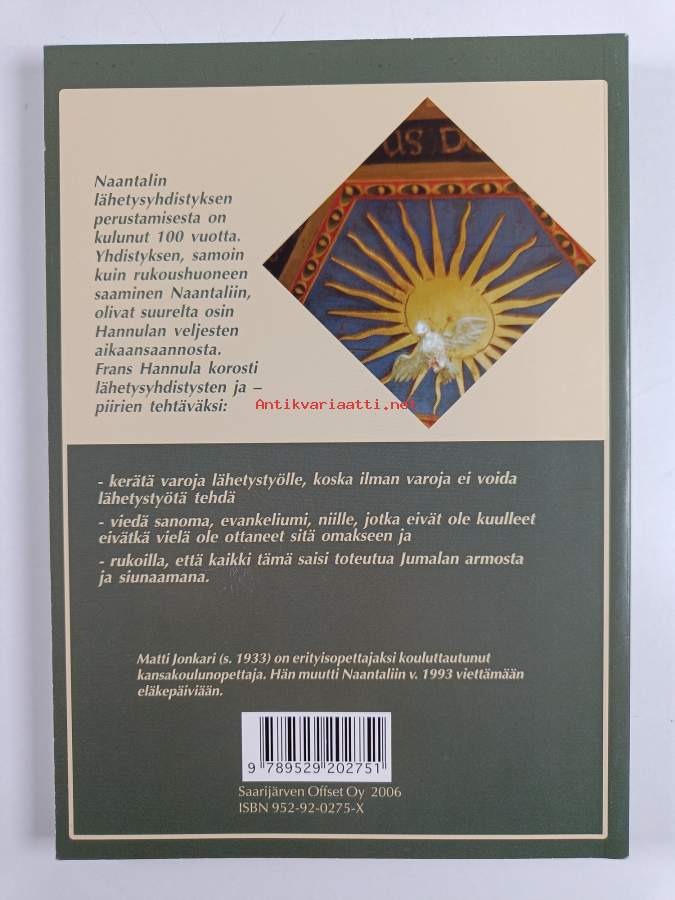 US DE
Naantalin
lähetysyhdistyksen
perustamisesta on
kulunut 100 vuotta.
Yhdistyksen, samoin
kuin rukoushuoneen
saaminen Naantaliin,
olivat suurelta osin
Hannulan veljesten
aikaansaannosta.
Frans Hannula korosti
lähetysyhdistysten ja –
piirien tehtäväksi:
Antikvariaatti.net
- kerätä varoja lähetystyölle, koska ilman varoja ei voida
lähetystyötä tehdä
- viedä sanoma, evankeliumi, niille, jotka eivät ole kuulleet
eivätkä vielä ole ottaneet sitä omakseen ja
- rukoilla, että kaikki tämä saisi toteutua Jumalan armosta
ja siunaamana.
Matti Jonkari (s. 1933) on erityisopettajaksi kouluttautunut
kansakoulunopettaja. Hän muutti Naantaliin v. 1993 viettämään
eläkepäiviään.
9 789529 202751
Saarijärven Offset Oy 2006
ISBN 952-92-0275-X